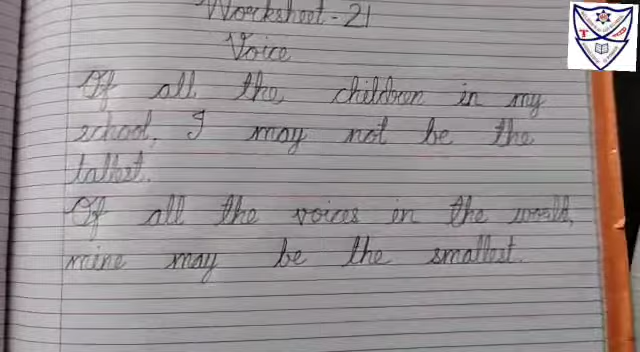 Worksheet - 21
Voice
Of all the children in my
school, I may not be the
tallest.
Of all the voices in the world,
mine may be the smallest.